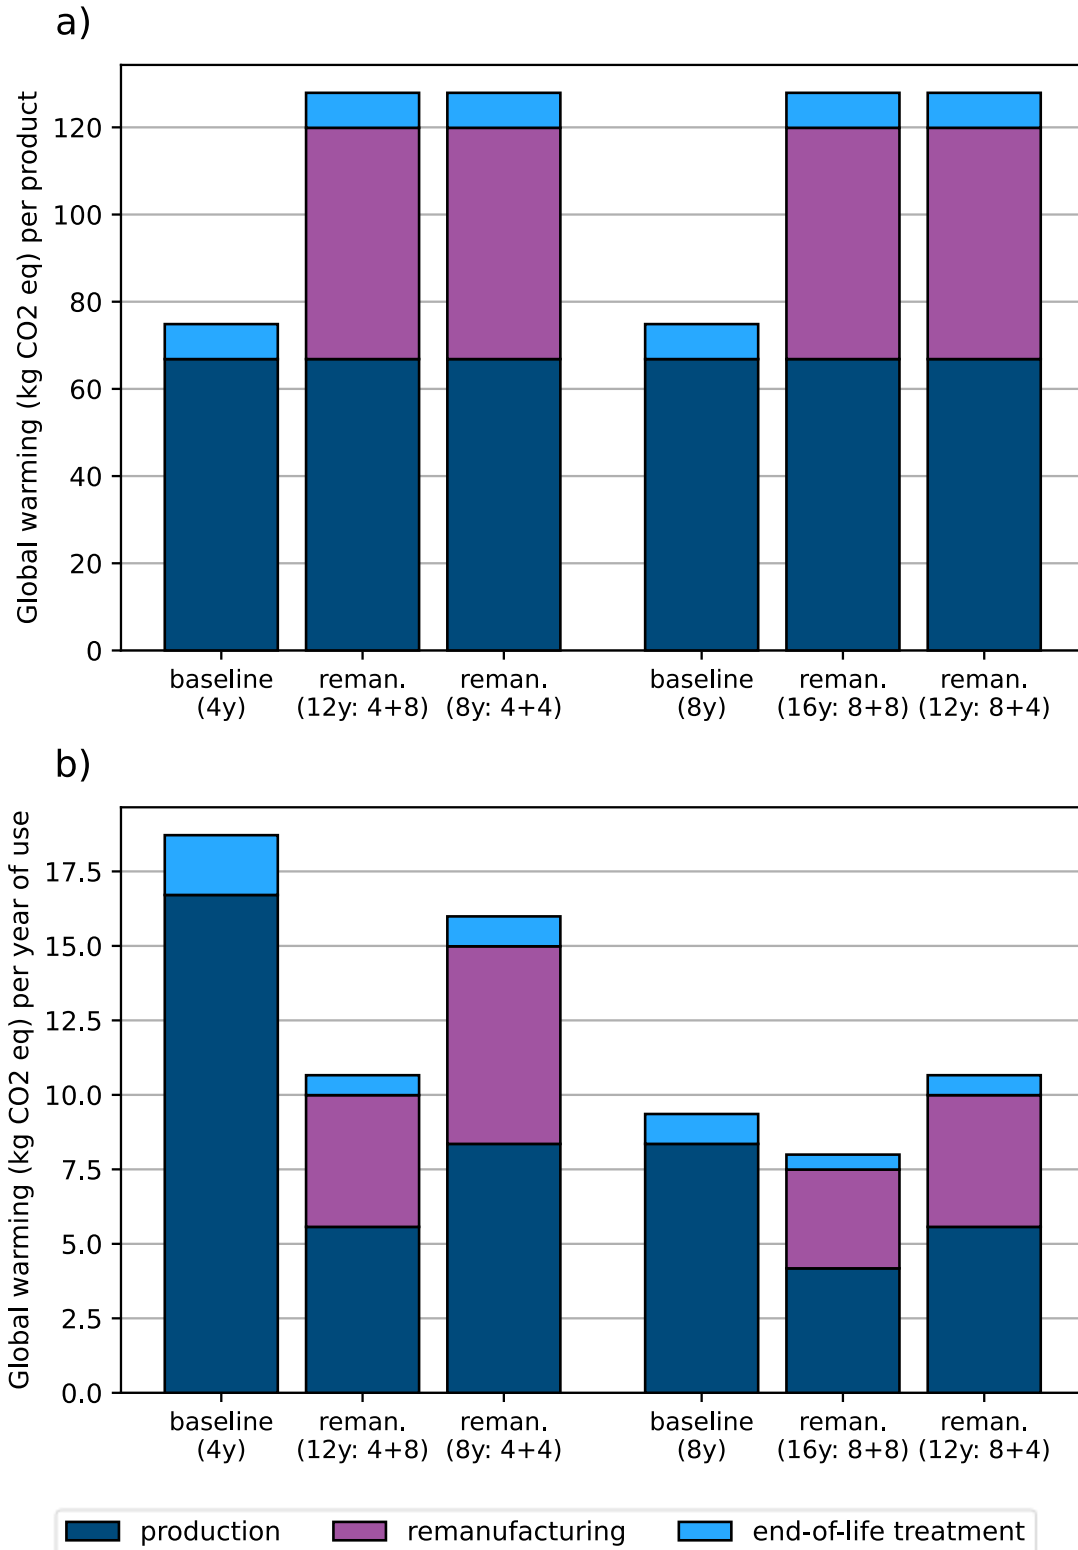 a)
Global warming (kg CO2 eq) per product
120
100
80
60
40
20
0
baseline
(4y)
reman.
(12y: 4+8)
reman.
(8y: 4+4)
baseline
(8y)
reman.
(16y: 8+8)
reman.
(12y: 8+4)
b)
Global warming (kg CO2 eq) per year of use
17.5
15.0
12.5
10.0
7.5
5.0
2.5
0.0
baseline
(4y)
reman.
(12y: 4+8)
reman.
(8y: 4+4)
baseline
(8y)
reman.
(16y: 8+8)
reman.
(12y: 8+4)
production
remanufacturing
end-of-life treatment